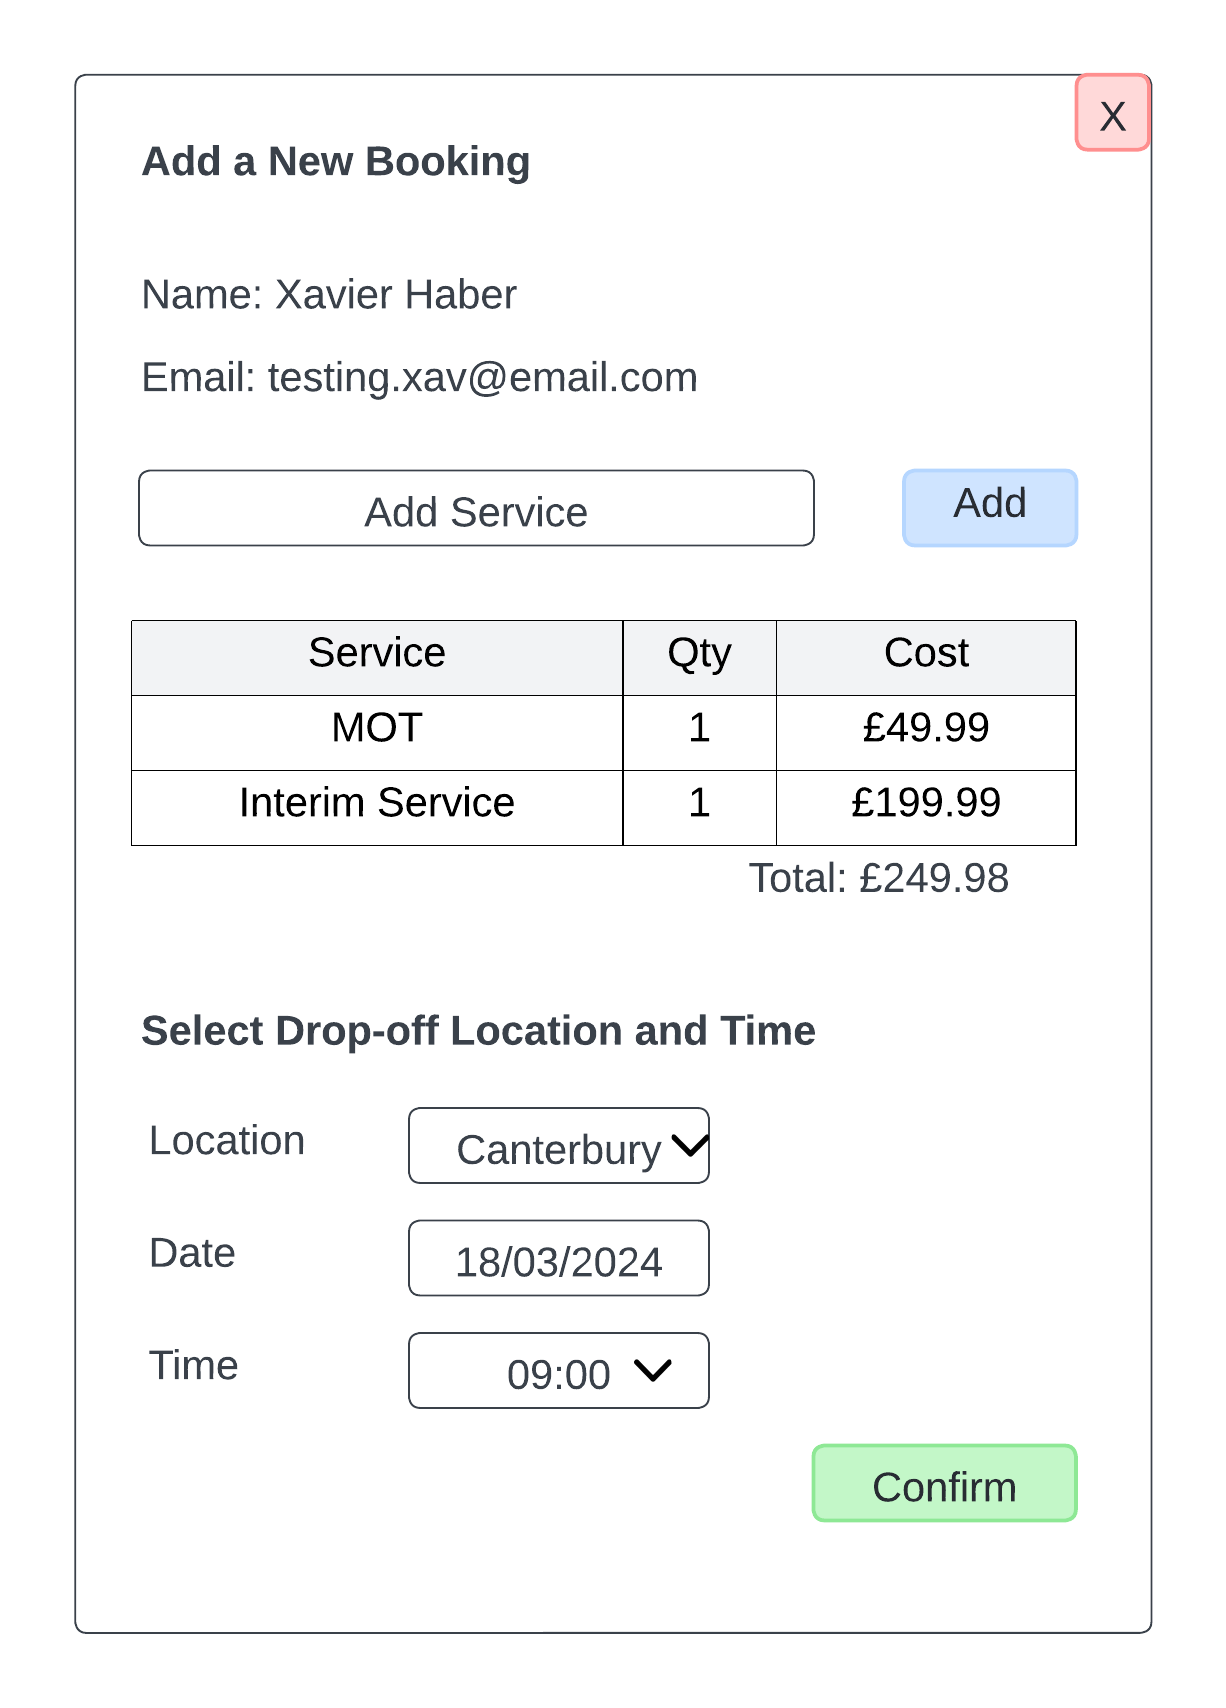 X
Add a New Booking
Name: Xavier Haber
Email: testing.xav@email.com
Add Service
Add
Service Qty Cost
MOT 1 £49.99
Interim Service 1 £199.99
Total: £249.98
Select Drop-off Location and Time
Location Canterbury
Date 18/03/2024
Time 09:00
Confirm